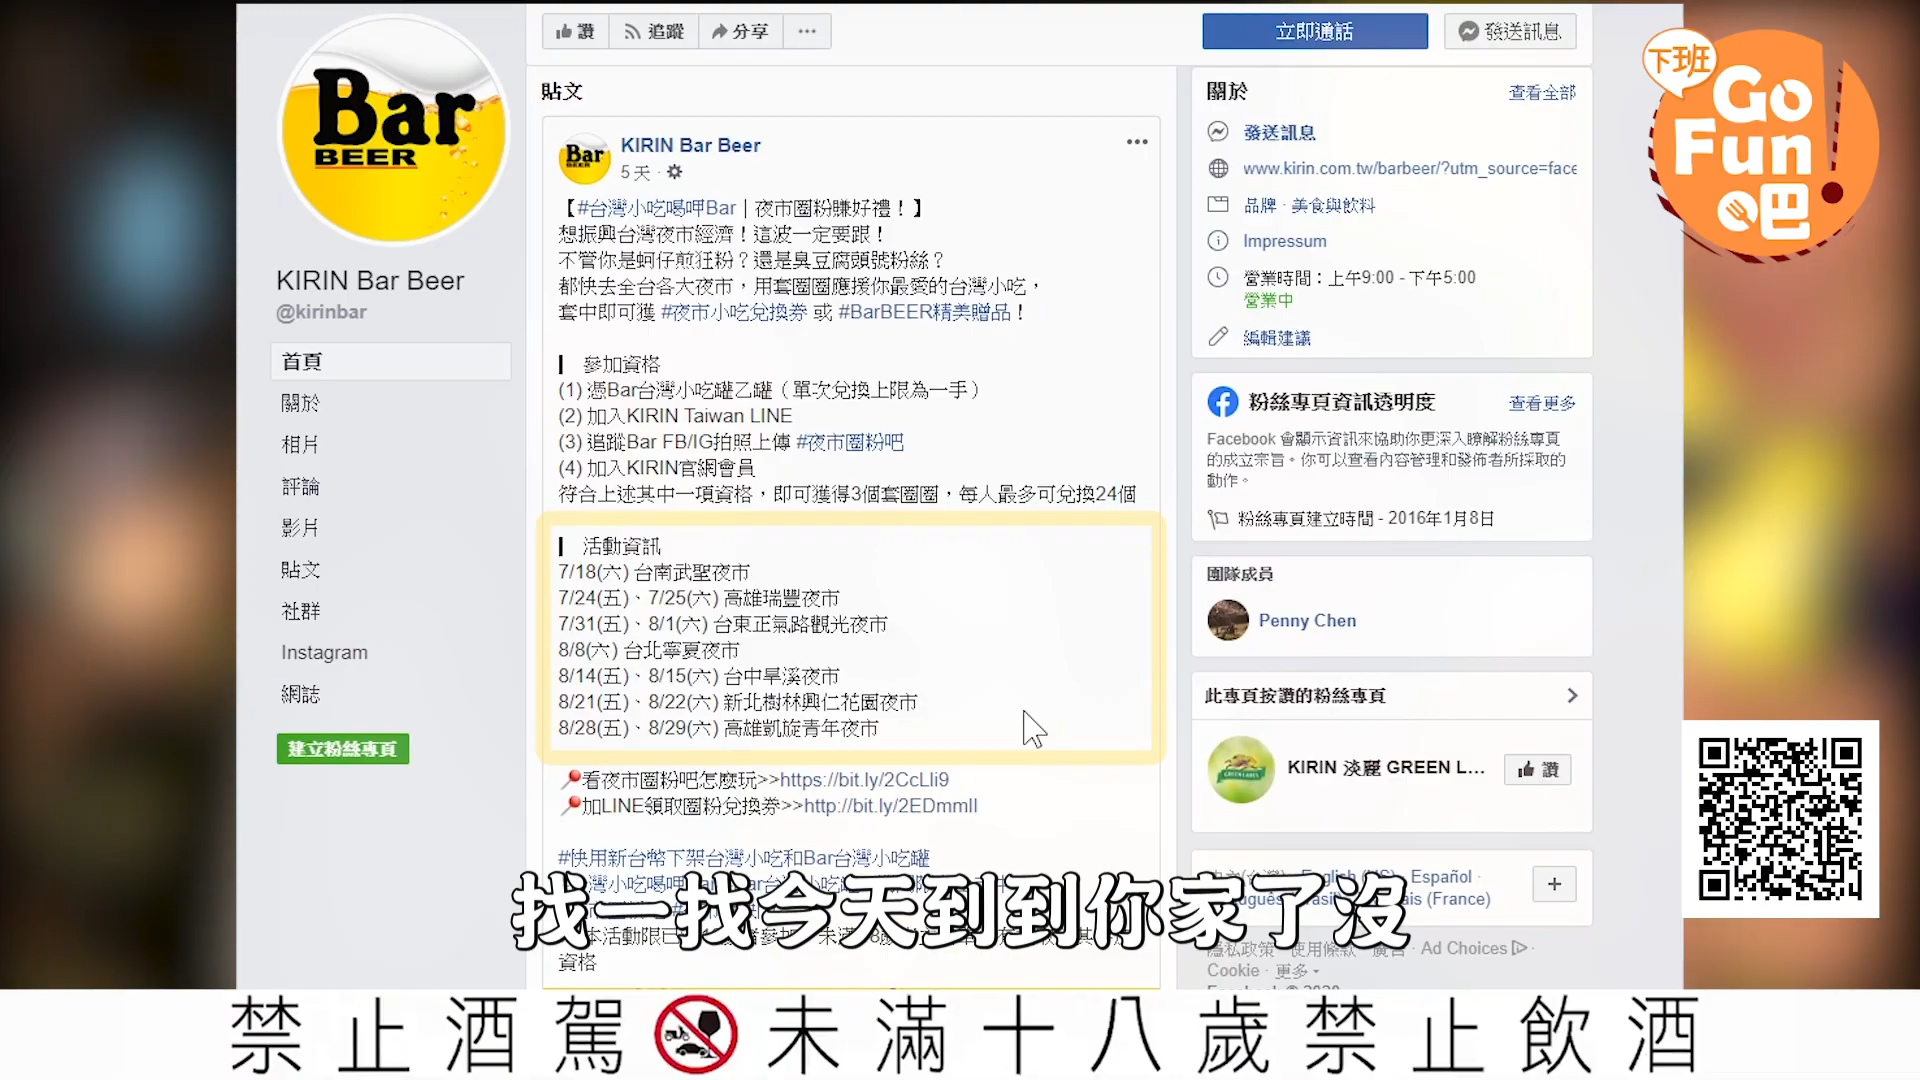 Bar
BEER
KIRIN Bar Beer
@kirinbar
首頁
關於
相片
評論
影片
貼文
社群
Instagram
網誌
建立粉絲專頁
讚
追蹤
分享
立即通話
發送訊息
貼文
Bar
BEER
KIRIN Bar Beer
5 天
【#台灣小吃喝呷Bar｜夜市圈粉賺好禮！】
想振興台灣夜市經濟！這波一定要跟！
不管你是蚵仔煎狂粉？還是臭豆腐頭號粉絲？
都快去全台各大夜市，用套圈圈應援你最愛的台灣小吃，
套中即可獲 #夜市小吃兌換券 或 #BarBEER精美贈品！
▎ 參加資格
(1) 憑Bar台灣小吃罐乙罐（單次兌換上限為一手）
(2) 加入KIRIN Taiwan LINE
(3) 追蹤Bar FB/IG拍照上傳 #夜市圈粉吧
(4) 加入KIRIN官網會員
符合上述其中一項資格，即可獲得3個套圈圈，每人最多可兌換24個
▎ 活動資訊
7/18(六) 台南武聖夜市
7/24(五)、7/25(六) 高雄瑞豐夜市
7/31(五)、8/1(六) 台東正氣路觀光夜市
8/8(六) 台北寧夏夜市
8/14(五)、8/15(六) 台中旱溪夜市
8/21(五)、8/22(六) 新北樹林興仁花園夜市
8/28(五)、8/29(六) 高雄凱旋青年夜市
看夜市圈粉吧怎麼玩>>https://bit.ly/2CcLIi9
加LINE領取圈粉兌換券>>http://bit.ly/2EDmmII
#快用新台幣下架台灣小吃和Bar台灣小吃罐
資格
關於
查看全部
發送訊息
www.kirin.com.tw/barbeer/?utm_source=face
品牌 · 美食與飲料
Impressum
營業時間：上午9:00 - 下午5:00
營業中
編輯建議
粉絲專頁資訊透明度
查看更多
Facebook 會顯示資訊來協助你更深入瞭解粉絲專頁
的成立宗旨。你可以查看內容管理和發佈者所採取的
動作。
粉絲專頁建立時間 - 2016年1月8日
團隊成員
Penny Chen
此專頁按讚的粉絲專頁
GREEN LABEL
KIRIN 淡麗 GREEN L...
讚
English (US) · Español ·
(France)
隱私政策 · 使用條款 · 廣告 · Ad Choices
Cookie · 更多
下班
Go
Fun
吧!
找一找今天到到你家了沒
禁止酒駕 未滿十八歲禁止飲酒